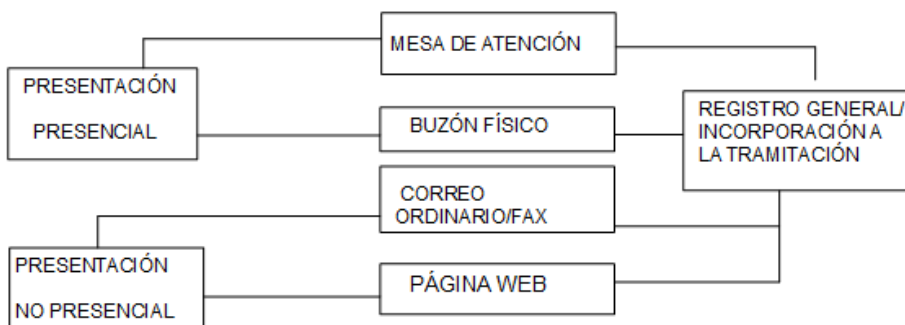 MESA DE ATENCIÓN
PRESENTACIÓN
PRESENCIAL
BUZÓN FÍSICO
REGISTRO GENERAL/
INCORPORACIÓN A
LA TRAMITACIÓN
CORREO
ORDINARIO/FAX
PRESENTACIÓN
NO PRESENCIAL
PÁGINA WEB